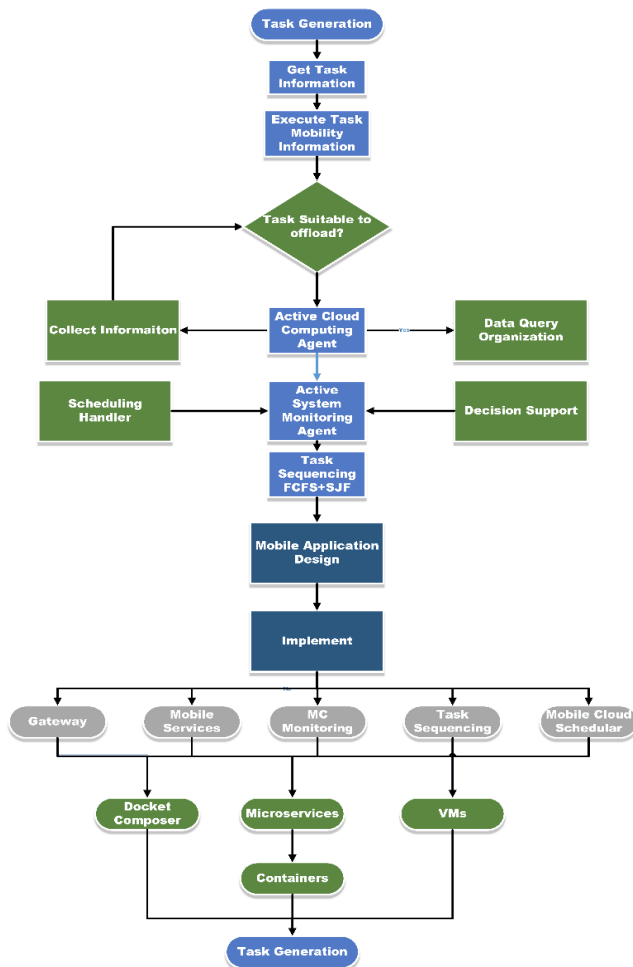 Task Generation
Get Task
Information
Execute Task
Mobility
Information
Task Suitable to
offload?
Collect Informaiton
Active Cloud
Computing
Agent
Yes
Data Query
Organization
Scheduling
Handler
Active
System
Monitoring
Agent
Decision Support
Task
Sequencing
FCFS+SJF
Mobile Application
Design
Implement
No
Gateway
Mobile
Services
MC
Monitoring
Task
Sequencing
Mobile Cloud
Schedular
Docket
Composer
Microservices
VMs
Containers
Task Generation